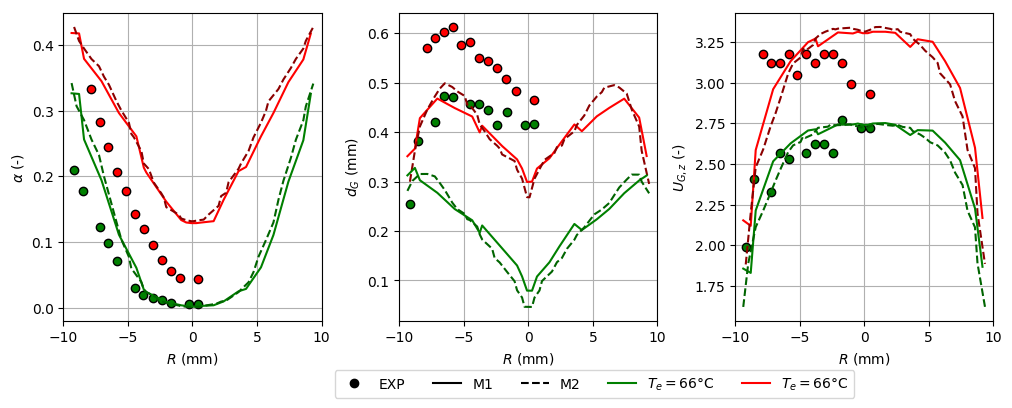 α (-)
0.4
0.3
0.2
0.1
0.0
−10 −5 0 5 10
R (mm)
d_G (mm)
0.6
0.5
0.4
0.3
0.2
0.1
−10 −5 0 5 10
R (mm)
U_{G,z} (-)
3.25
3.00
2.75
2.50
2.25
2.00
1.75
−10 −5 0 5 10
R (mm)
EXP M1 M2 T_e = 66°C T_e = 66°C